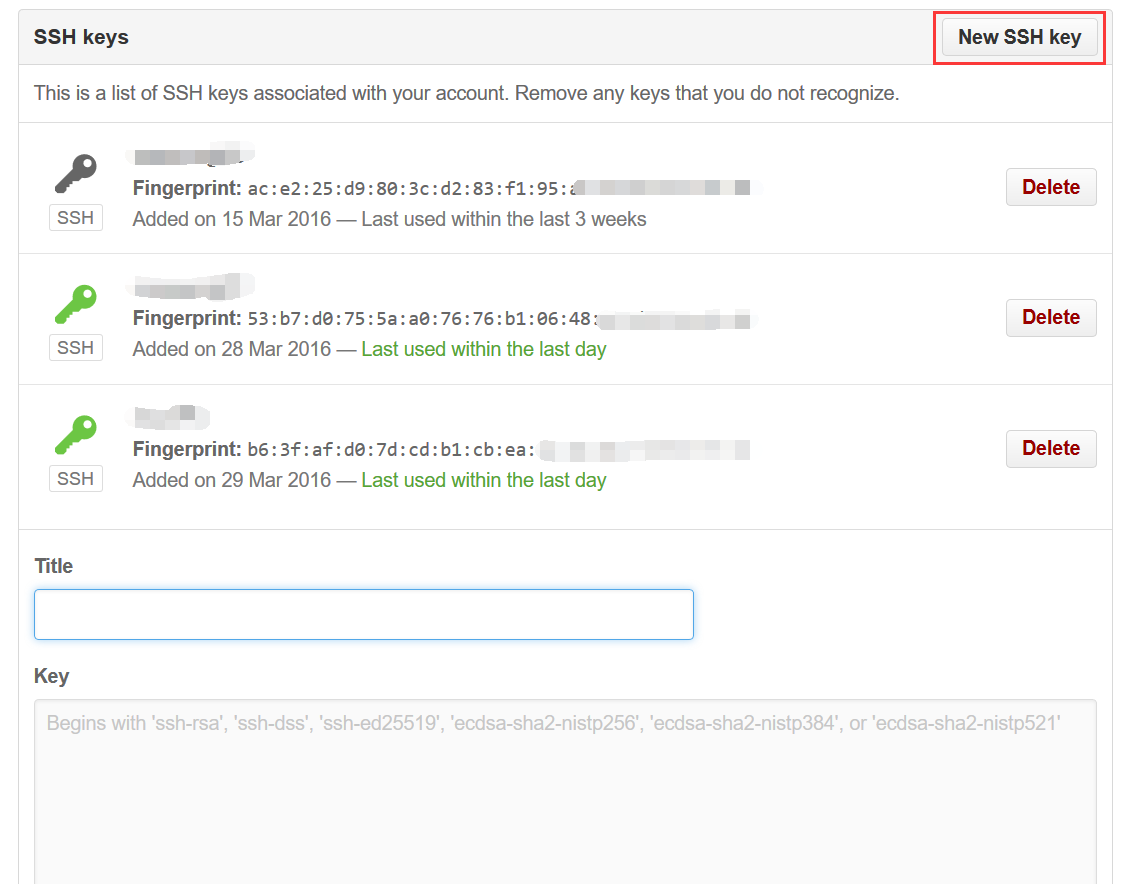 SSH keys
New SSH key
This is a list of SSH keys associated with your account. Remove any keys that you do not recognize.
Fingerprint: ac:e2:25:d9:80:3c:d2:83:f1:95:
Delete
SSH
Added on 15 Mar 2016 — Last used within the last 3 weeks
Fingerprint: 53:b7:d0:75:5a:a0:76:76:b1:06:48:
Delete
SSH
Added on 28 Mar 2016 — Last used within the last day
Fingerprint: b6:3f:af:d0:7d:cd:b1:cb:ea:
Delete
SSH
Added on 29 Mar 2016 — Last used within the last day
Title
Key
Begins with 'ssh-rsa', 'ssh-dss', 'ssh-ed25519', 'ecdsa-sha2-nistp256', 'ecdsa-sha2-nistp384', or 'ecdsa-sha2-nistp521'